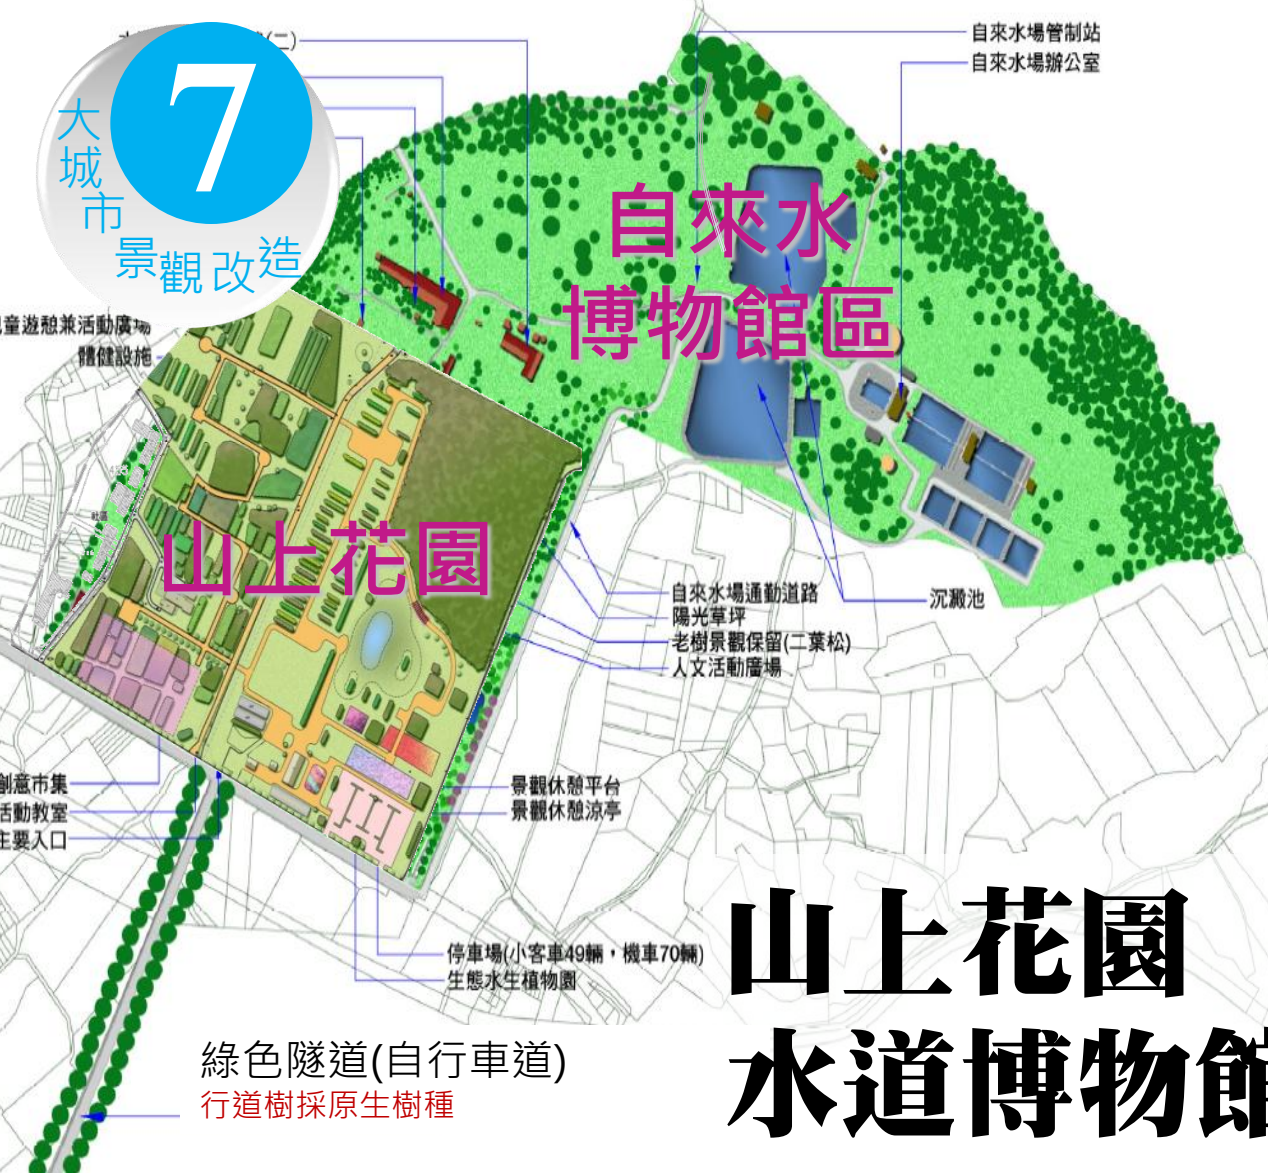 (二)
自來水場管制站
自來水場辦公室
7
大城市景觀改造
自來水
博物館區
童遊憩兼活動廣場
體健設施
山上花園
自來水場通勤道路
陽光草坪
老樹景觀保留(二葉松)
人文活動廣場
沉澱池
創意市集
活動教室
主要入口
景觀休憩平台
景觀休憩涼亭
停車場(小客車49輛，機車70輛)
生態水生植物園
山上花園
水道博物館
綠色隧道(自行車道)
行道樹採原生樹種